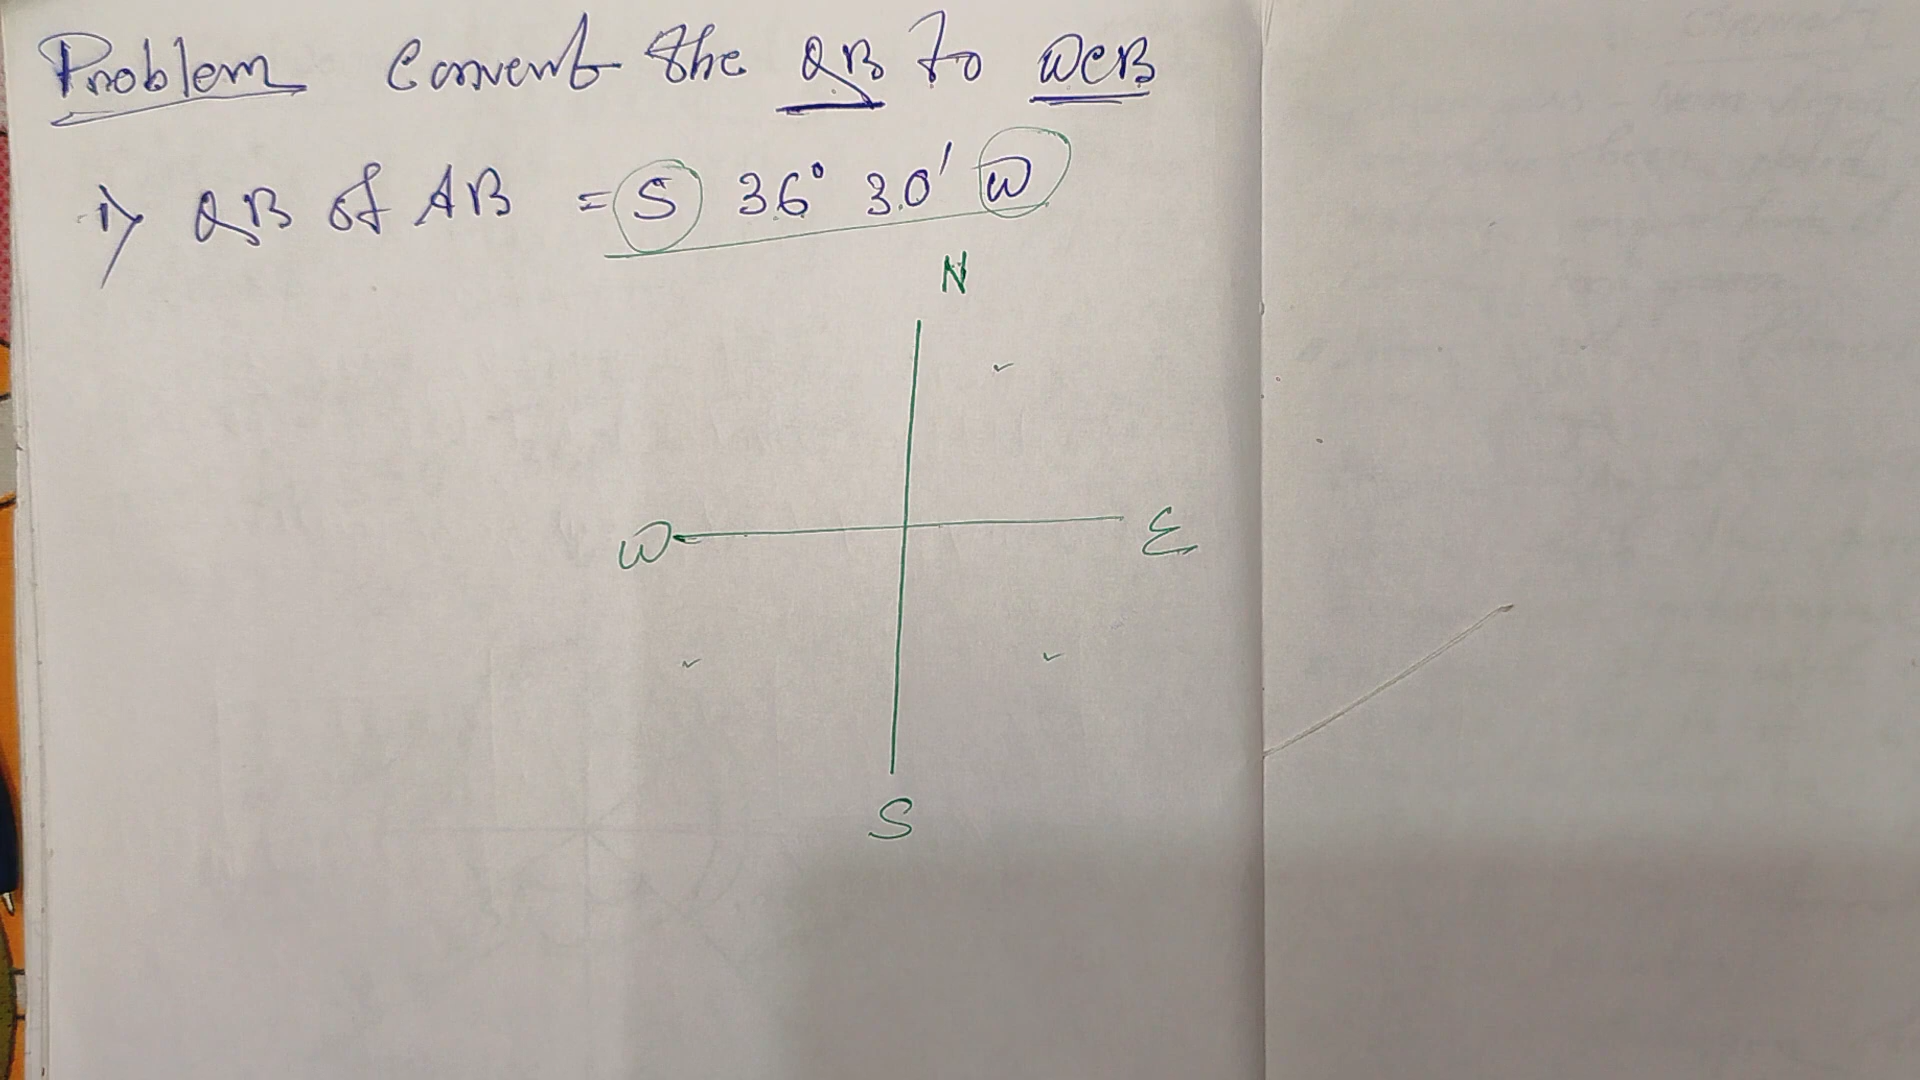 Problem Convert the QB to WCB
i) QB of AB = S 36° 30' W
N
W E
S